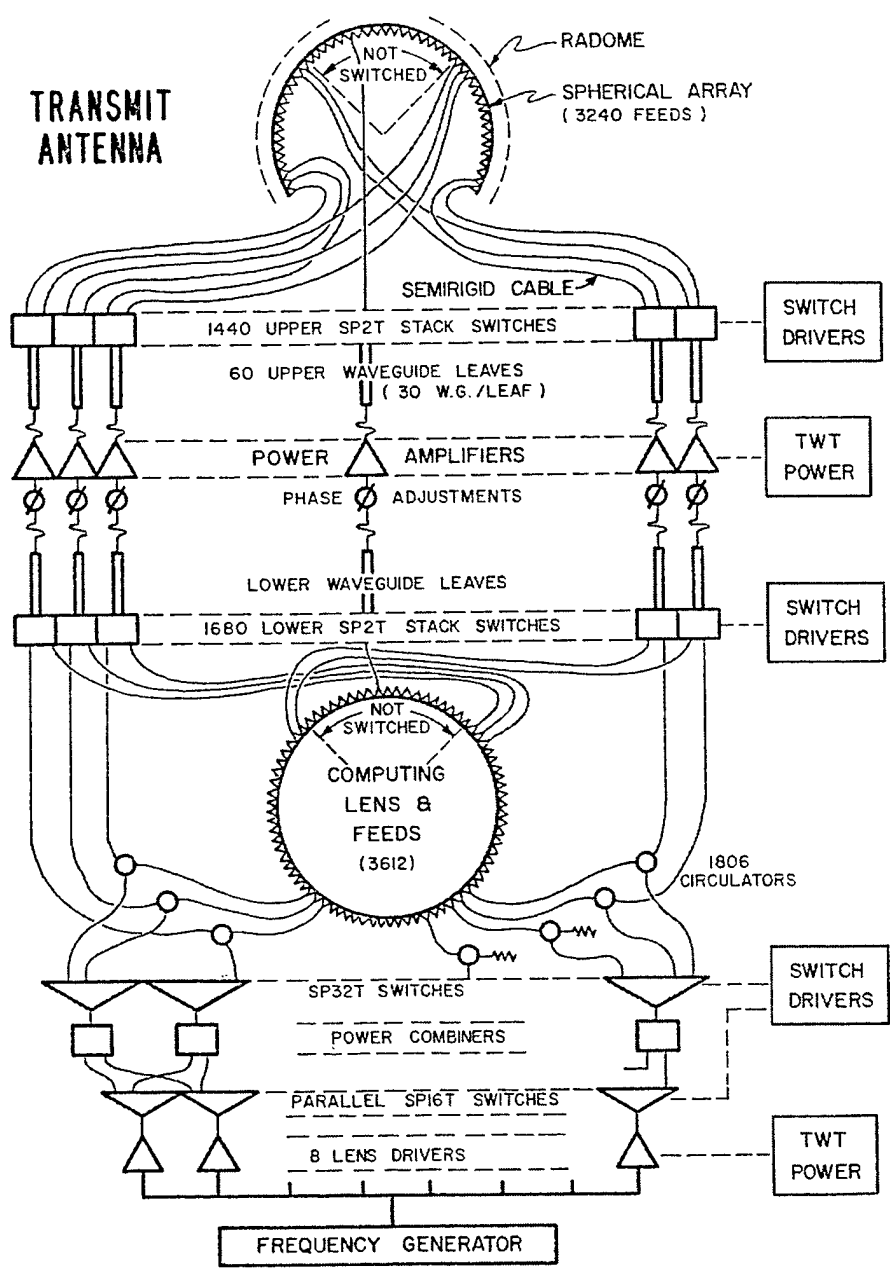 RADOME
NOT
SWITCHED
SPHERICAL ARRAY
( 3240 FEEDS )
TRANSMIT
ANTENNA
SEMIRIGID CABLE
1440 UPPER SP2T STACK SWITCHES
SWITCH
DRIVERS
60 UPPER WAVEGUIDE LEAVES
( 30 W.G./LEAF )
POWER AMPLIFIERS
TWT
POWER
PHASE ADJUSTMENTS
LOWER WAVEGUIDE LEAVES
1680 LOWER SP2T STACK SWITCHES
SWITCH
DRIVERS
NOT
SWITCHED
COMPUTING
LENS &
FEEDS
(3612)
1806
CIRCULATORS
SP32T SWITCHES
SWITCH
DRIVERS
POWER COMBINERS
PARALLEL SP16T SWITCHES
8 LENS DRIVERS
TWT
POWER
FREQUENCY GENERATOR